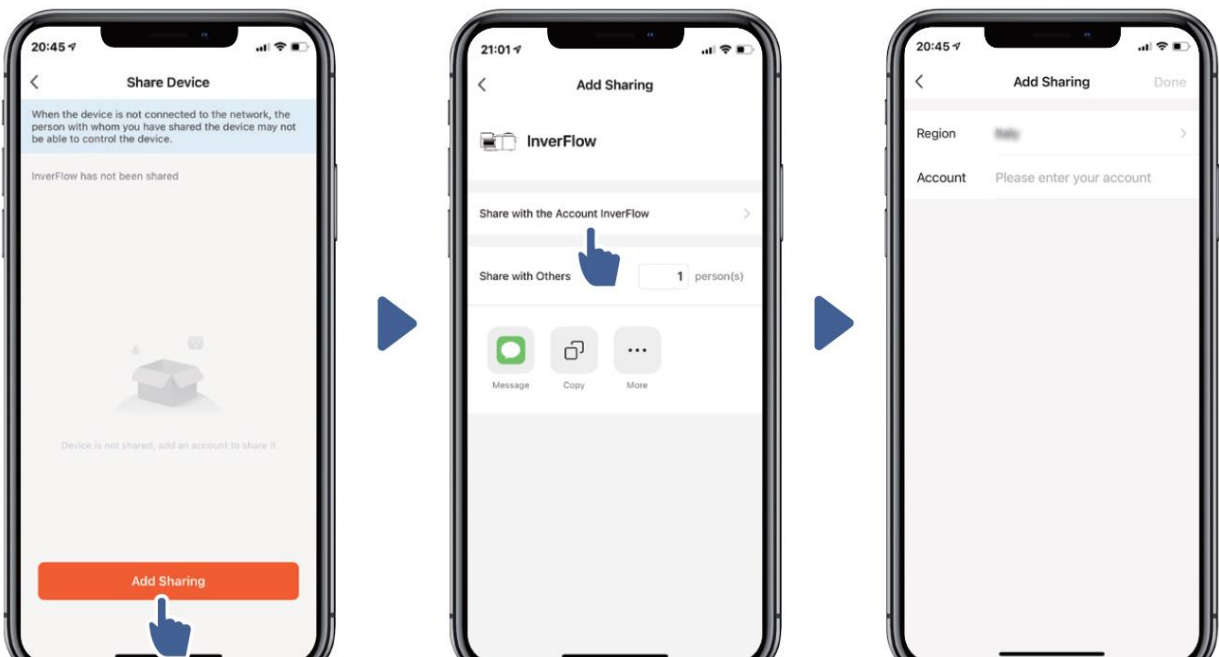 20:45
Share Device
When the device is not connected to the network, the
person with whom you have shared the device may not
be able to control the device.
InverFlow has not been shared
Device is not shared, add an account to share it
Add Sharing
21:01
Add Sharing
InverFlow
Share with the Account InverFlow
Share with Others 1 person(s)
Message Copy More
20:45
Add Sharing Done
Region Italy
Account Please enter your account